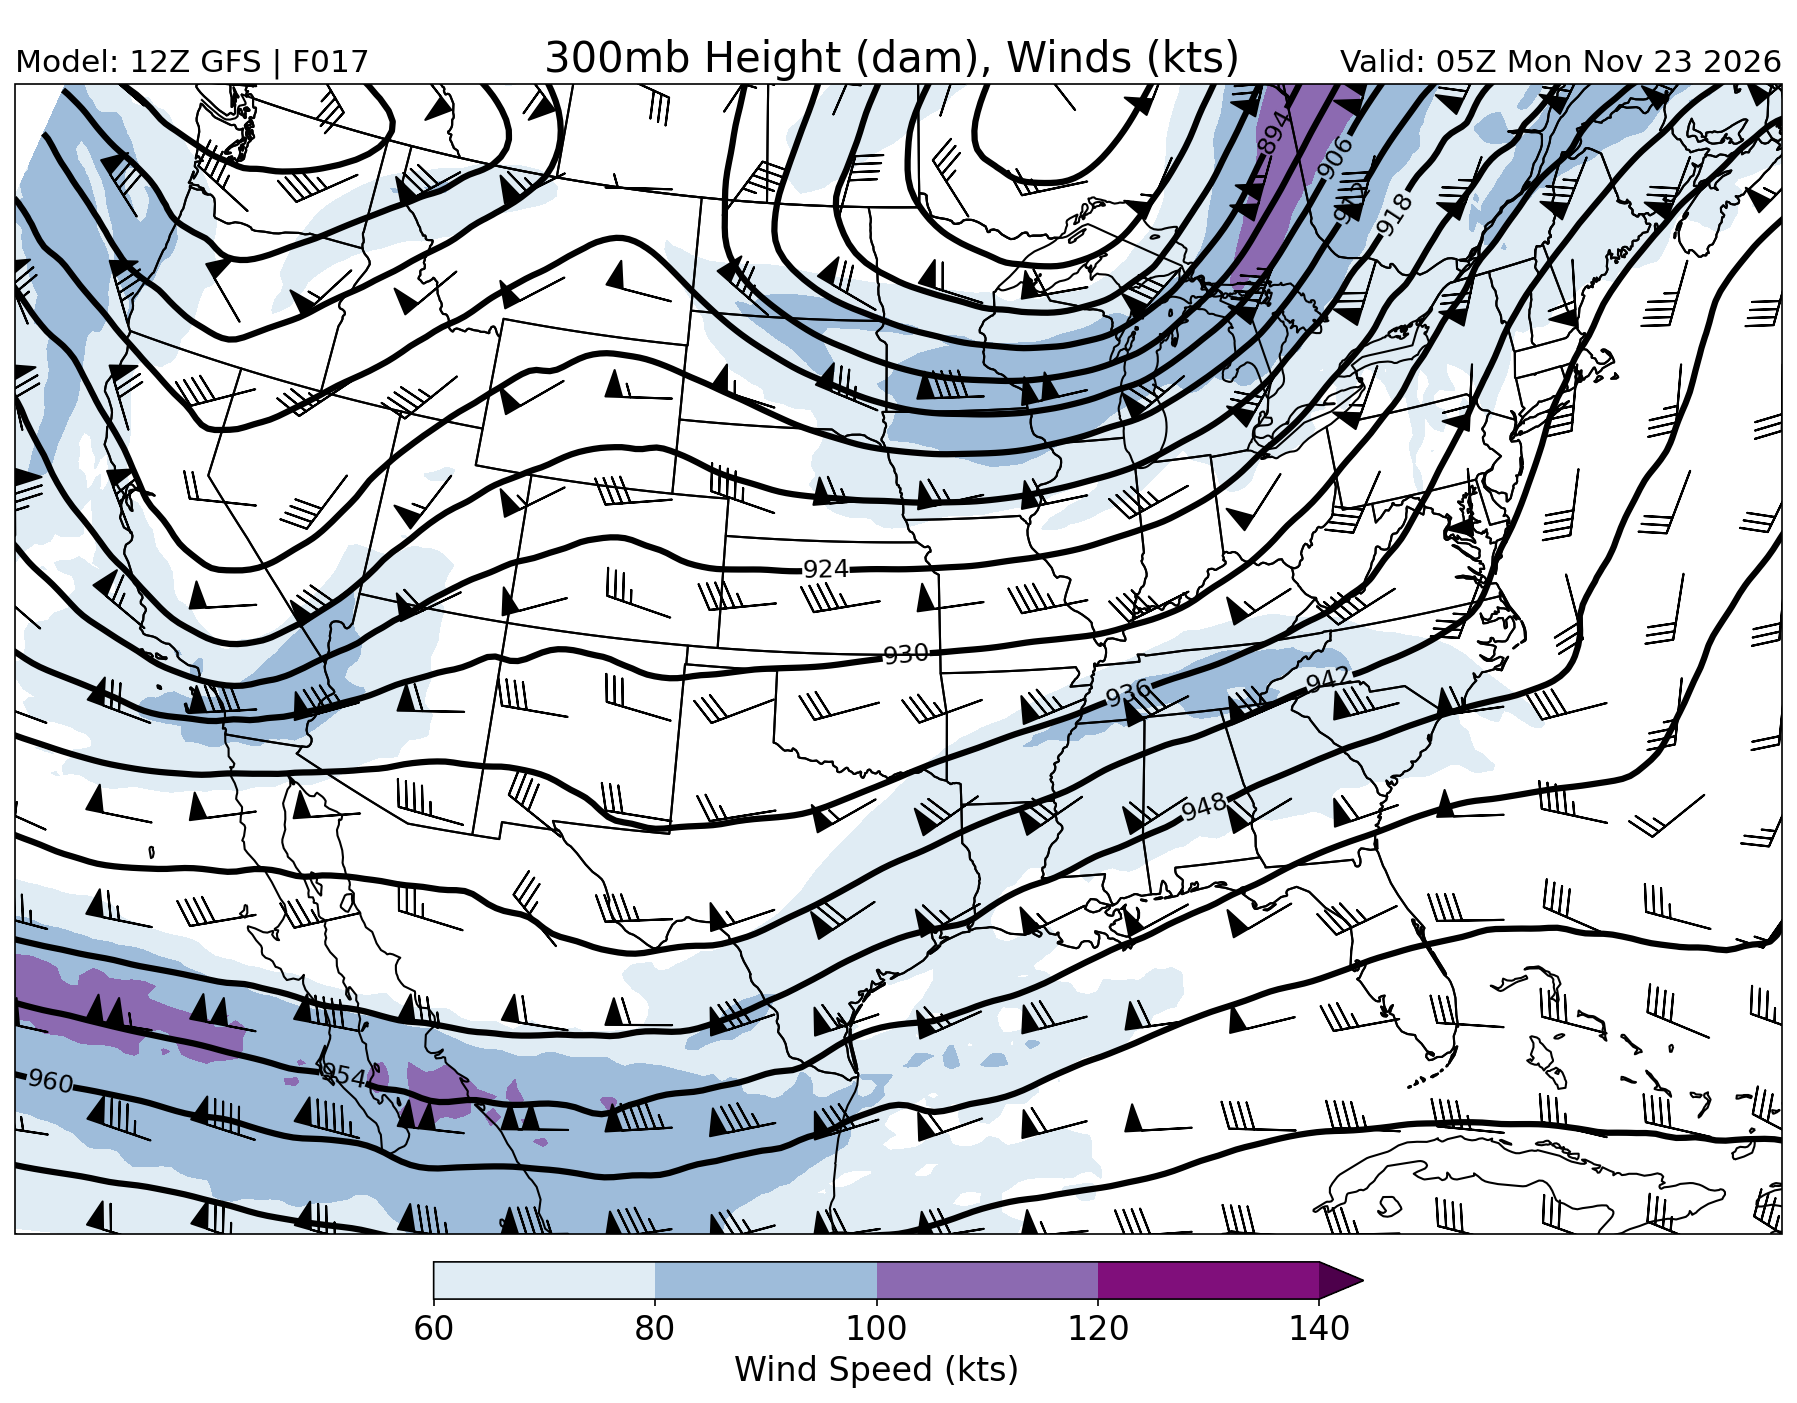 Model: 12Z GFS | F017
300mb Height (dam), Winds (kts)
Valid: 05Z Mon Nov 23 2026
894
906
912
918
924
930
936
942
948
954
960
60 80 100 120 140
Wind Speed (kts)